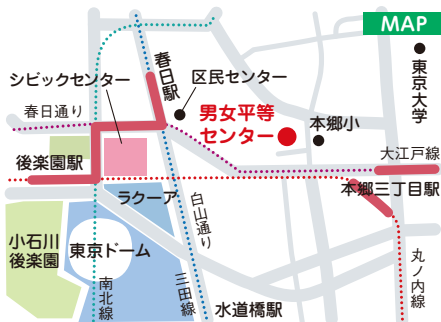 MAP
東京大学
春日駅
シビックセンター
区民センター
春日通り
男女平等
センター
本郷小
大江戸線
後楽園駅
本郷三丁目駅
ラクーア
白山通り
小石川
後楽園
東京ドーム
南北線
三田線
水道橋駅
丸ノ内線